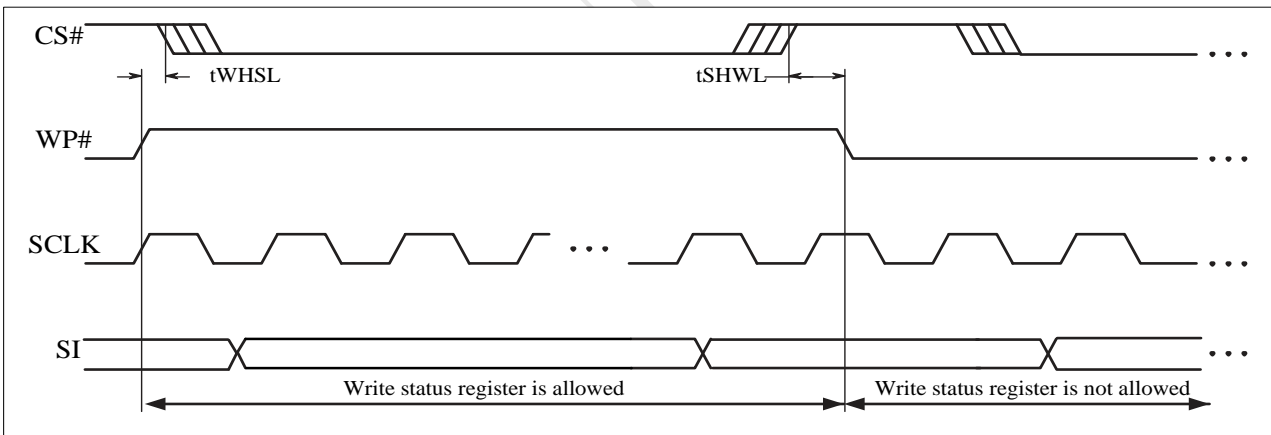 CS#
tWHSL
tSHWL
WP#
SCLK
SI
Write status register is allowed
Write status register is not allowed